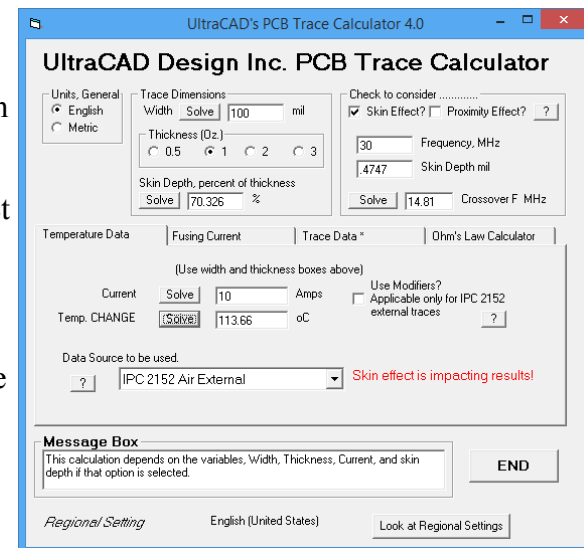 UltraCAD's PCB Trace Calculator 4.0
UltraCAD Design Inc. PCB Trace Calculator
Units, General
English
Metric
Trace Dimensions
Width Solve 100 mil
Thickness (Oz.)
0.5 1 2 3
Skin Depth, percent of thickness
Solve 70.326 %
Check to consider .............
Skin Effect? Proximity Effect? ?
30 Frequency, MHz
.4747 Skin Depth mil
Solve 14.81 Crossover F MHz
Temperature Data Fusing Current Trace Data * Ohm's Law Calculator
(Use width and thickness boxes above)
Current Solve 10 Amps
Temp. CHANGE Solve 113.66 oC
Use Modifiers?
Applicable only for IPC 2152
external traces
?
Data Source to be used.
? IPC 2152 Air External
Skin effect is impacting results!
Message Box
This calculation depends on the variables, Width, Thickness, Current, and skin
depth if that option is selected.
END
Regional Setting English (United States) Look at Regional Settings